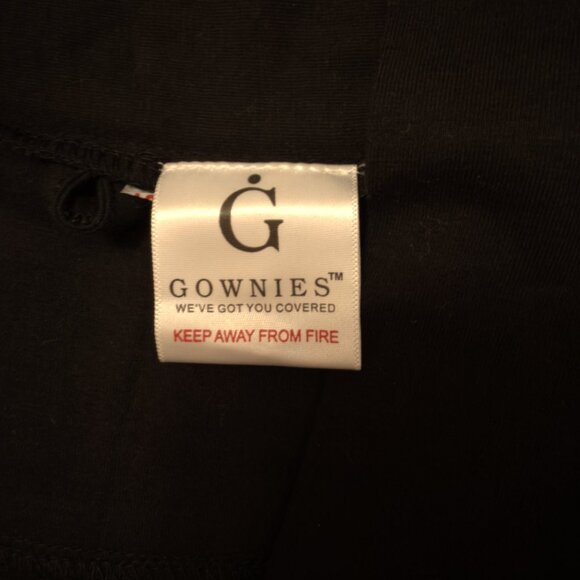 Ġ
GOWNIES™
WE'VE GOT YOU COVERED
KEEP AWAY FROM FIRE